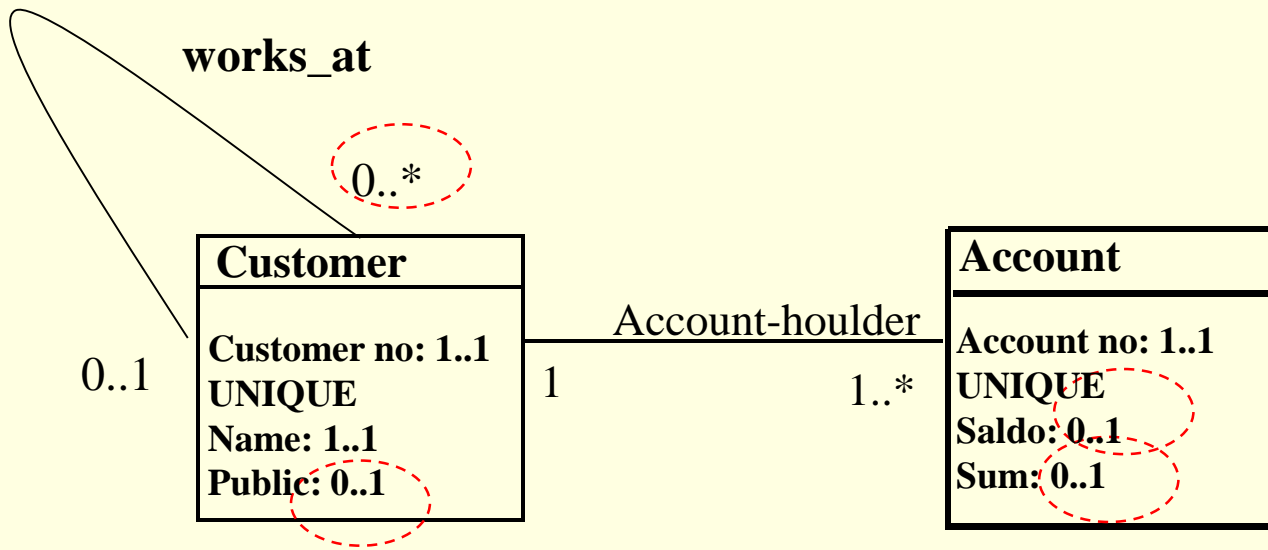 works_at
0..*
Customer
Customer no: 1..1
UNIQUE
Name: 1..1
Public: 0..1
0..1
Account-houlder
1
1..*
Account
Account no: 1..1
UNIQUE
Saldo: 0..1
Sum: 0..1